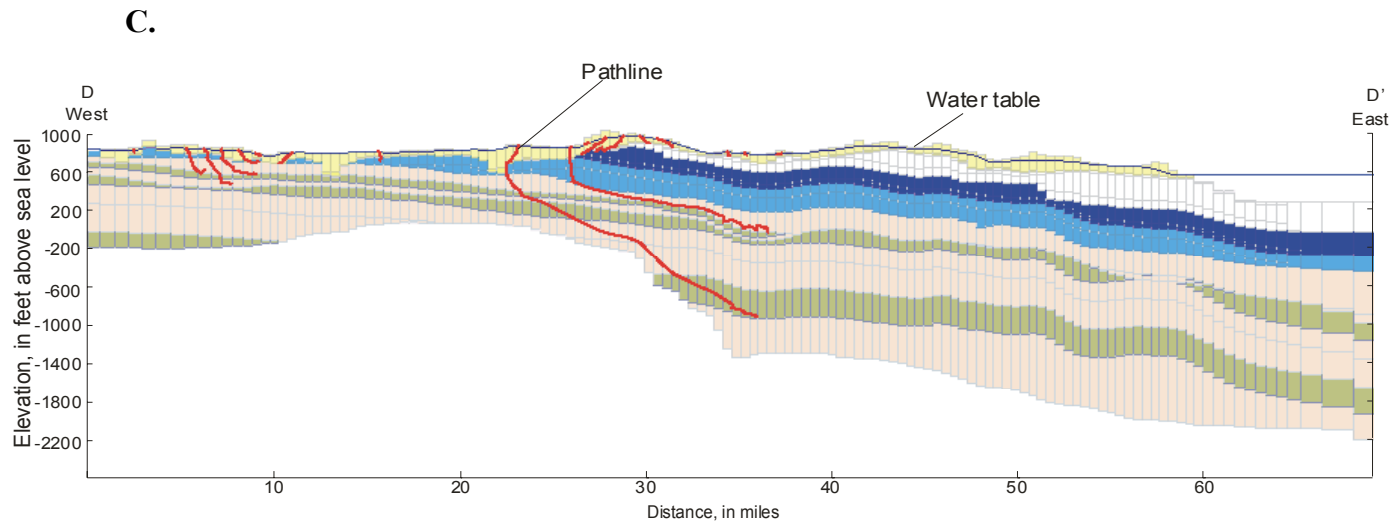 C.
Pathline
Water table
D
West
D'
East
1000
600
200
-200
-600
-1000
-1400
-1800
-2200
Elevation, in feet above sea level
10
20
30
40
50
60
Distance, in miles